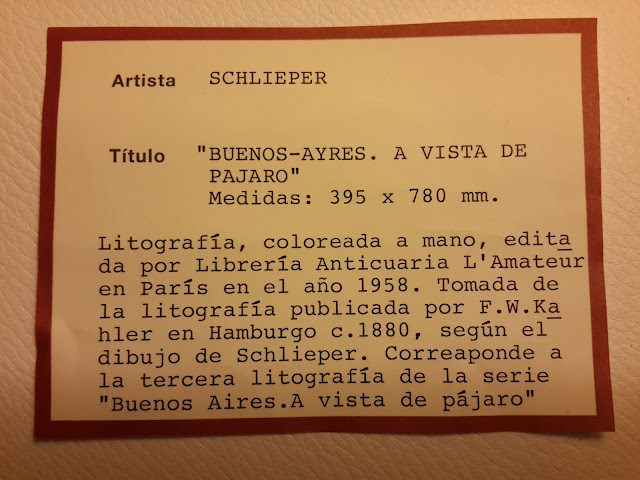 Artista SCHLIEPER
Título "BUENOS-AYRES. A VISTA DE
PAJARO"
Medidas: 395 x 780 mm.
Litografía, coloreada a mano, edita
da por Librería Anticuaria L'Amateur
en París en el año 1958. Tomada de
la litografía publicada por F.W.Ka
hler en Hamburgo c.1880, según el
dibujo de Schlieper. Correaponde a
la tercera litografía de la serie
"Buenos Aires.A vista de pájaro"